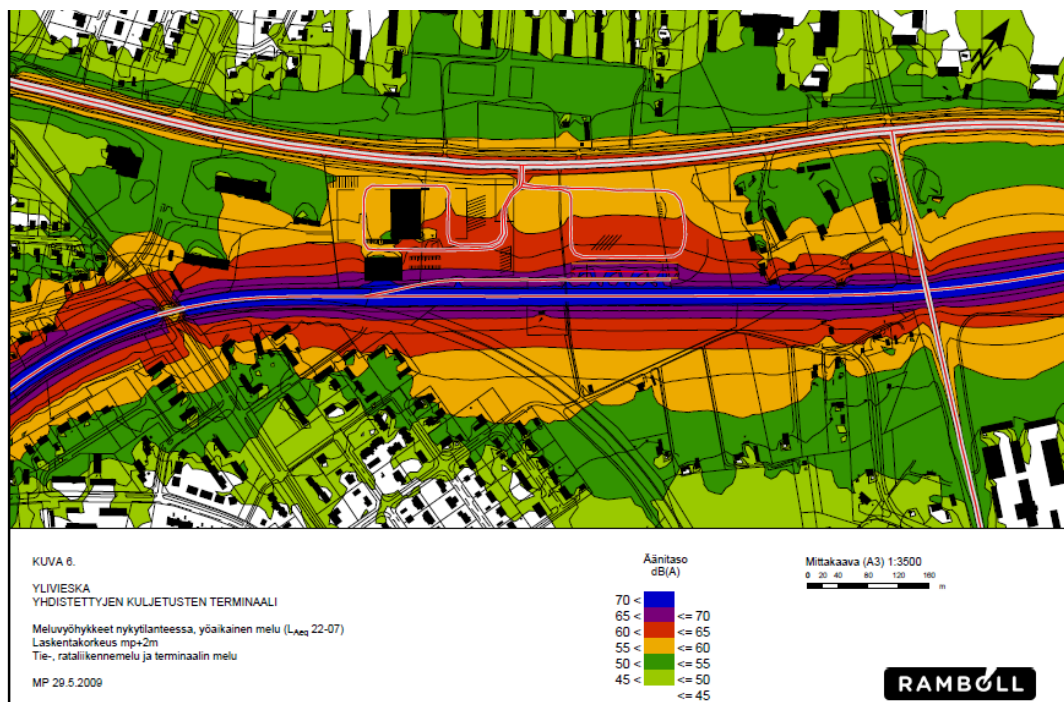 KUVA 6.
YLIVIESKA
YHDISTETTYJEN KULJETUSTEN TERMINAALI
Meluvyöhykkeet nykytilanteessa, yöaikainen melu (LAeq 22-07)
Laskentakorkeus mp+2m
Tie-, rataliikennemelu ja terminaalin melu
MP 29.5.2009
Äänitaso
dB(A)
70 <
65 < <= 70
60 < <= 65
55 < <= 60
50 < <= 55
45 < <= 50
<= 45
Mittakaava (A3) 1:3500
0 20 40 80 120 160
m
RAMBOLL